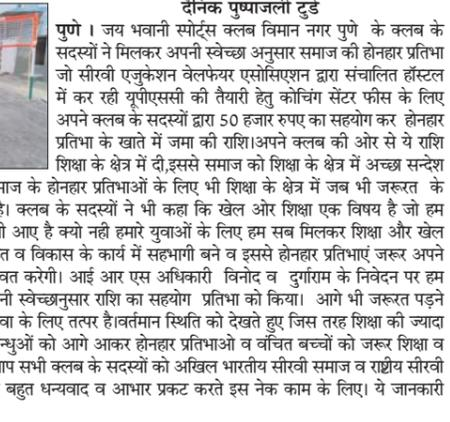 दैनिक पुष्पाजली टुडे
पुणे । जय भवानी स्पोर्ट्स क्लब विमान नगर पुणे के क्लब के
सदस्यों ने मिलकर अपनी स्वेच्छा अनुसार समाज की होनहार प्रतिभा
जो सीरवी एजुकेशन वेलफेयर एसोसिएशन द्वारा संचालित हॉस्टल
में कर रही यूपीएससी की तैयारी हेतु कोचिंग सेंटर फीस के लिए
अपने क्लब के सदस्यों द्वारा 50 हजार रुपए का सहयोग कर होनहार
प्रतिभा के खाते में जमा की राशि।अपने क्लब की ओर से ये राशि
शिक्षा के क्षेत्र में दी,इससे समाज को शिक्षा के क्षेत्र में अच्छा सन्देश
माज के होनहार प्रतिभाओं के लिए भी शिक्षा के क्षेत्र में जब भी जरूरत के
है। क्लब के सदस्यों ने भी कहा कि खेल ओर शिक्षा एक विषय है जो हम
ी आए है क्यो नही हमारे युवाओं के लिए हम सब मिलकर शिक्षा और खेल
त व विकास के कार्य में सहभागी बने व इससे होनहार प्रतिभाएं जरूर अपने
वत करेगी। आई आर एस अधिकारी विनोद व दुर्गाराम के निवेदन पर हम
नी स्वेच्छानुसार राशि का सहयोग प्रतिभा को किया। आगे भी जरूरत पड़ने
वा के लिए तत्पर है।वर्तमान स्थिति को देखते हुए जिस तरह शिक्षा की ज्यादा
न्धुओं को आगे आकर होनहार प्रतिभाओ व वंचित बच्चों को जरूर शिक्षा व
ाप सभी क्लब के सदस्यों को अखिल भारतीय सीरवी समाज व राष्ट्रीय सीरवी
बहुत धन्यवाद व आभार प्रकट करते इस नेक काम के लिए। ये जानकारी